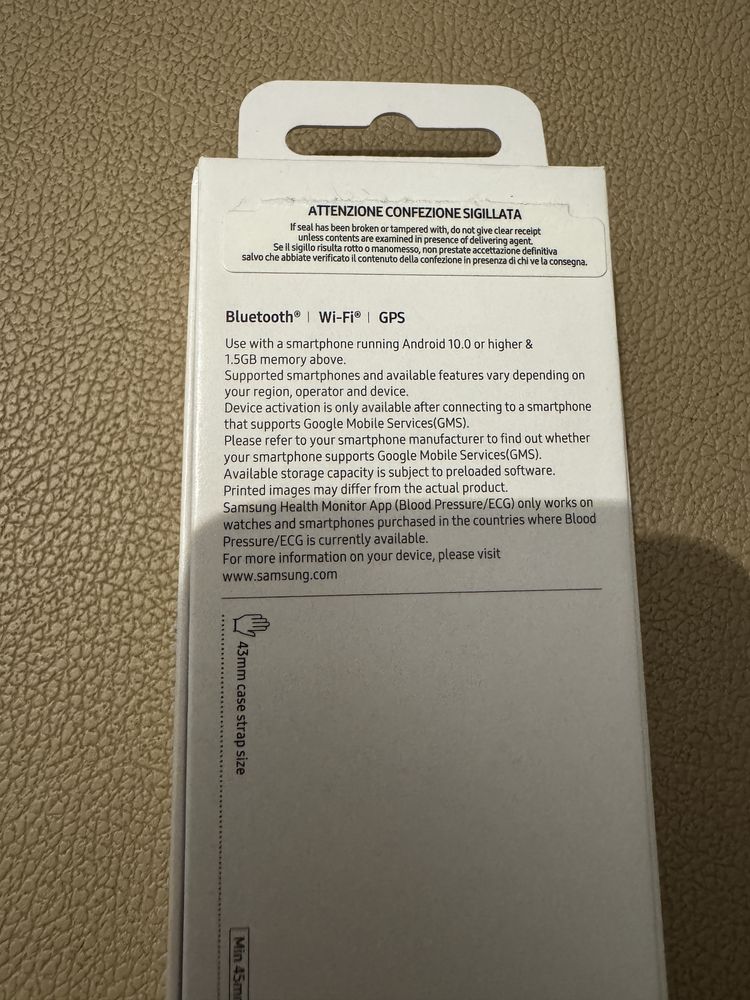 ATTENZIONE CONFEZIONE SIGILLATA
If seal has been broken or tampered with, do not give clear receipt
unless contents are examined in presence of delivering agent.
Se il sigillo risulta rotto o manomesso, non prestate accettazione definitiva
salvo che abbiate verificato il contenuto della confezione in presenza di chi ve la consegna.
Bluetooth® | Wi-Fi® | GPS
Use with a smartphone running Android 10.0 or higher &
1.5GB memory above.
Supported smartphones and available features vary depending on
your region, operator and device.
Device activation is only available after connecting to a smartphone
that supports Google Mobile Services(GMS).
Please refer to your smartphone manufacturer to find out whether
your smartphone supports Google Mobile Services(GMS).
Available storage capacity is subject to preloaded software.
Printed images may differ from the actual product.
Samsung Health Monitor App (Blood Pressure/ECG) only works on
watches and smartphones purchased in the countries where Blood
Pressure/ECG is currently available.
For more information on your device, please visit
www.samsung.com
43mm case strap size
Min 45m